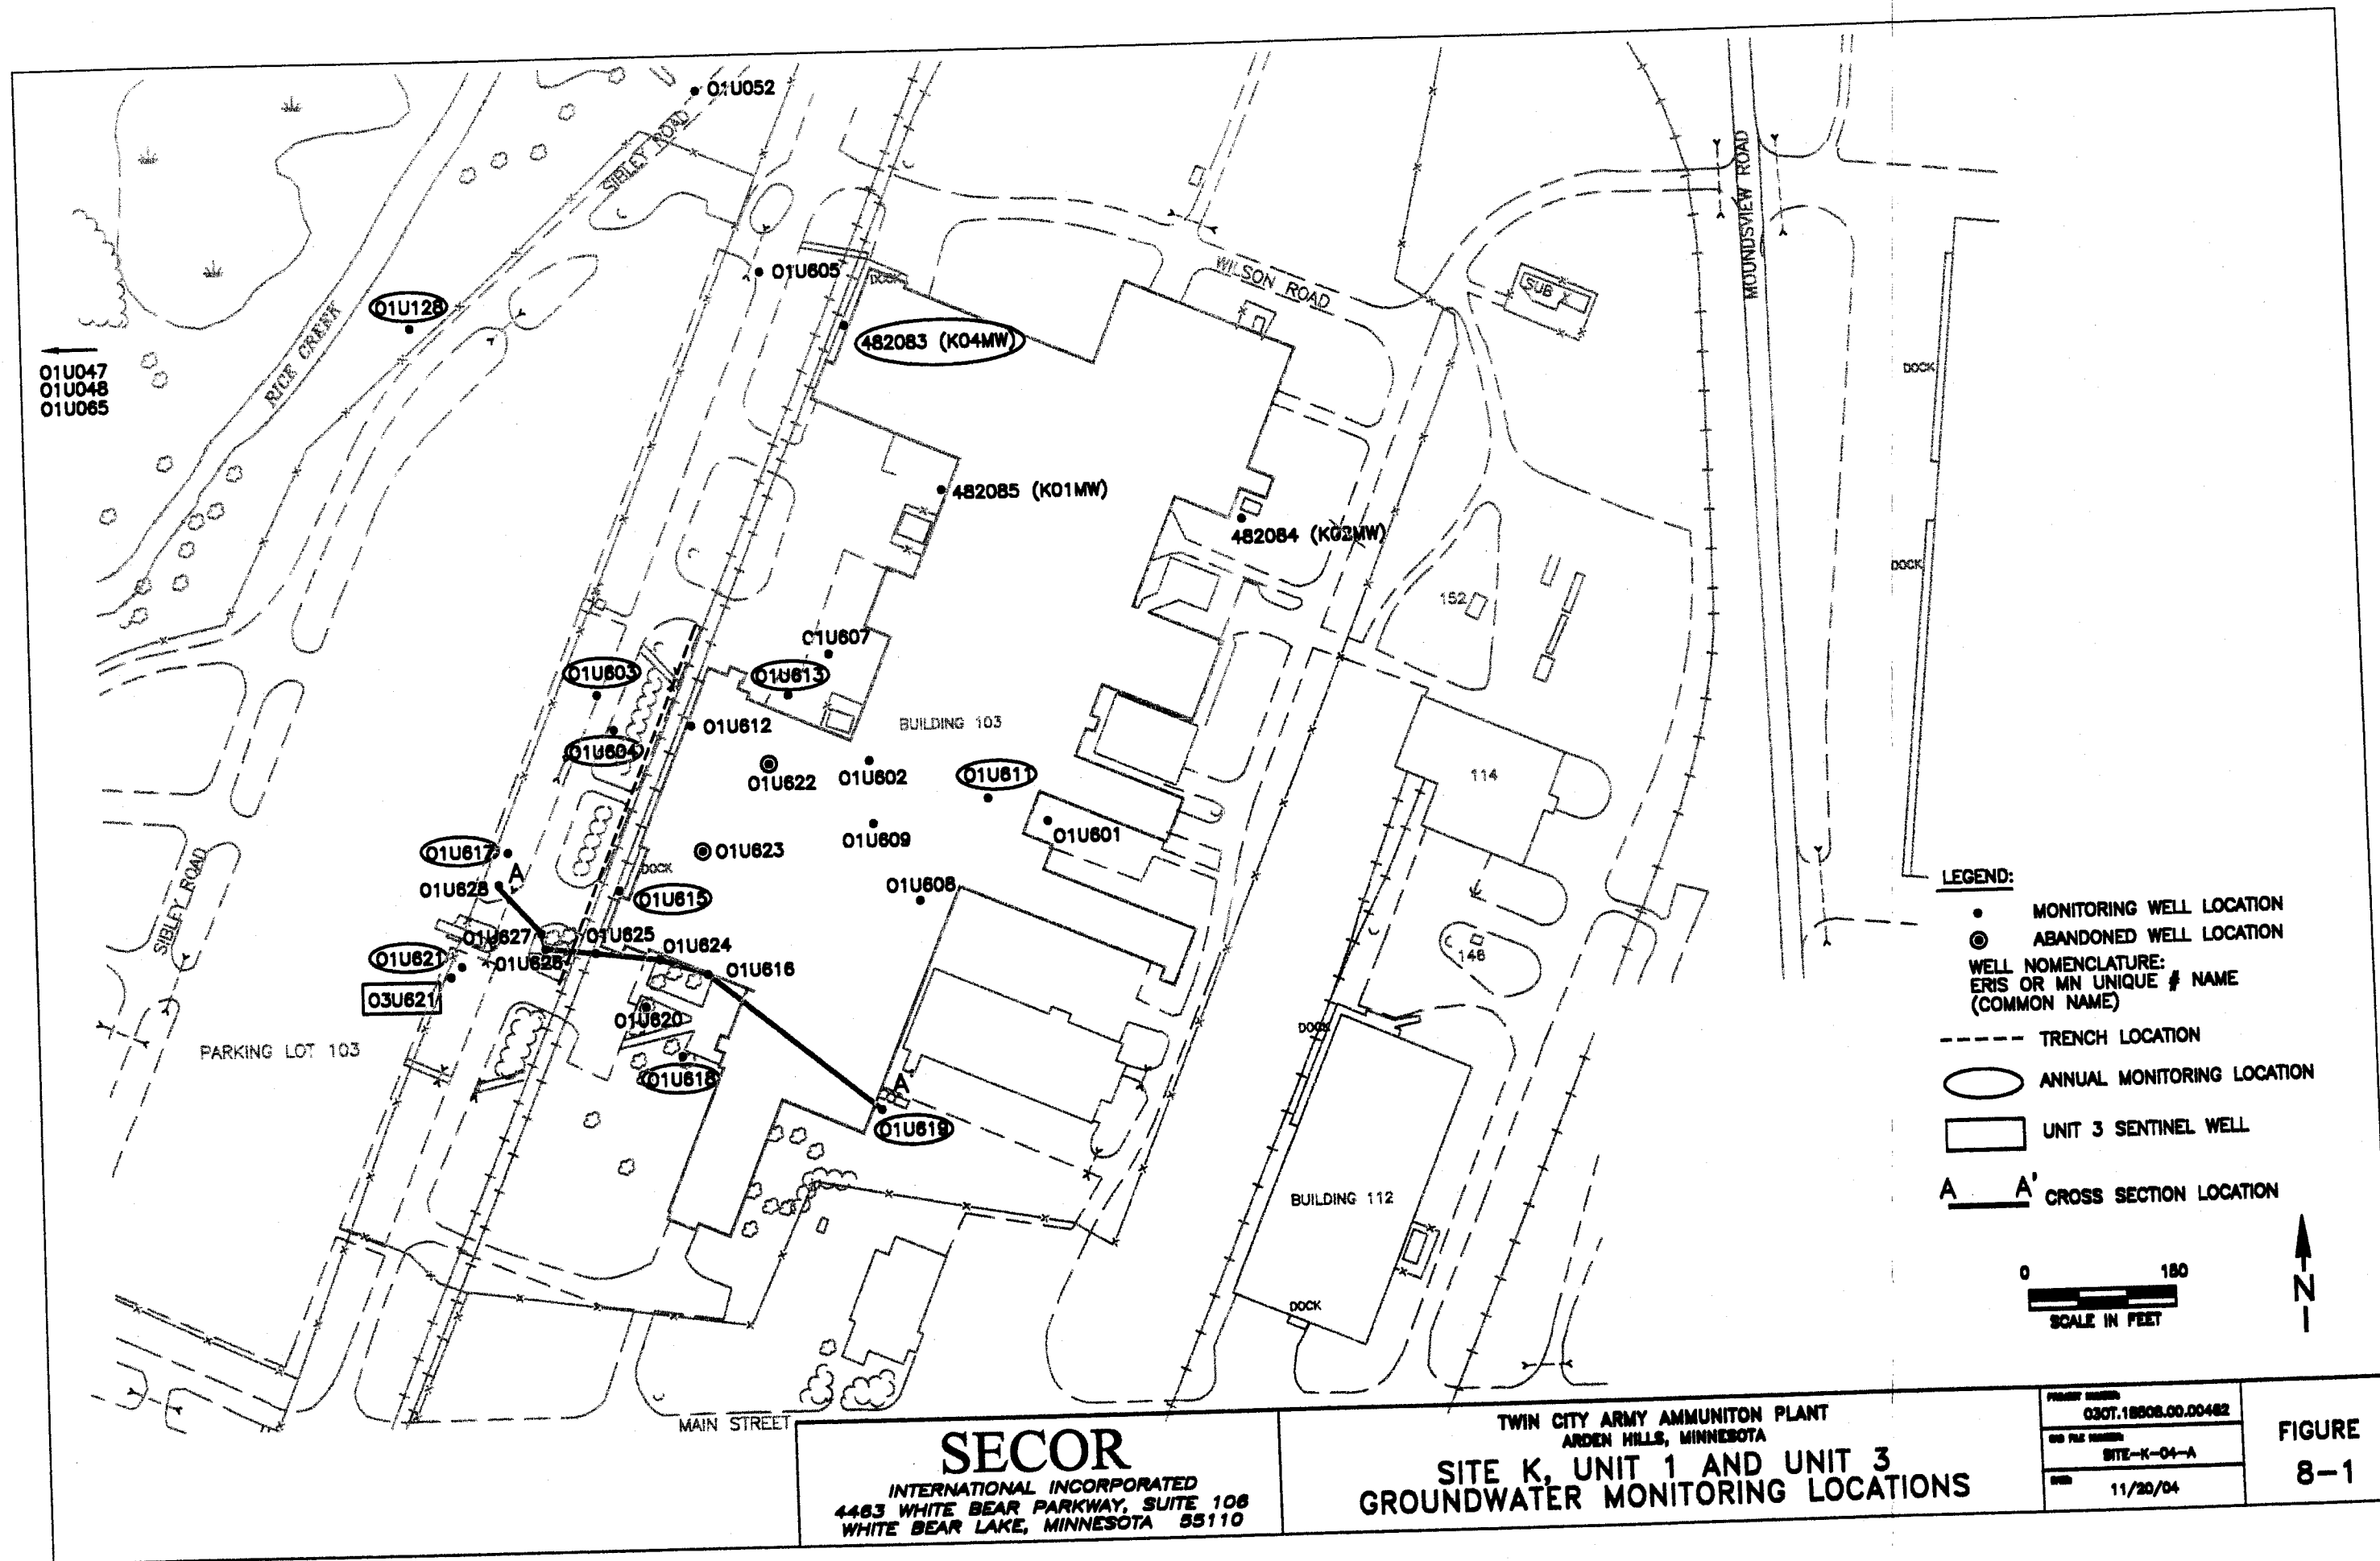 01U052
SIBLEY ROAD
01U605
DOCK
WILSON ROAD
MOUNDSVIEW ROAD
SUB
01U128
RICE CREEK
482083 (K04MW)
01U047
01U048
01U065
DOCK
482085 (K01MW)
482084 (K02MW)
DOCK
152
01U607
01U603
01U613
01U612
BUILDING 103
01U604
01U622
01U602
01U611
114
01U609
01U601
01U617
01U623
DOCK
SIBLEY ROAD
01U628
A
01U615
01U608
01U627
01U625
01U624
01U626
01U616
146
01U621
03U621
01U620
DOCK
PARKING LOT 103
01U618
A'
01U619
BUILDING 112
DOCK
MAIN STREET
LEGEND:
MONITORING WELL LOCATION
ABANDONED WELL LOCATION
WELL NOMENCLATURE:
ERIS OR MN UNIQUE # NAME
(COMMON NAME)
TRENCH LOCATION
ANNUAL MONITORING LOCATION
UNIT 3 SENTINEL WELL
A A' CROSS SECTION LOCATION
0 150
SCALE IN FEET
N
SECOR
INTERNATIONAL INCORPORATED
4463 WHITE BEAR PARKWAY, SUITE 106
WHITE BEAR LAKE, MINNESOTA 55110
TWIN CITY ARMY AMMUNITON PLANT
ARDEN HILLS, MINNESOTA
SITE K, UNIT 1 AND UNIT 3
GROUNDWATER MONITORING LOCATIONS
PROJECT NUMBER:
SITE-K-04-A
DATE:
11/20/04
FIGURE
8-1